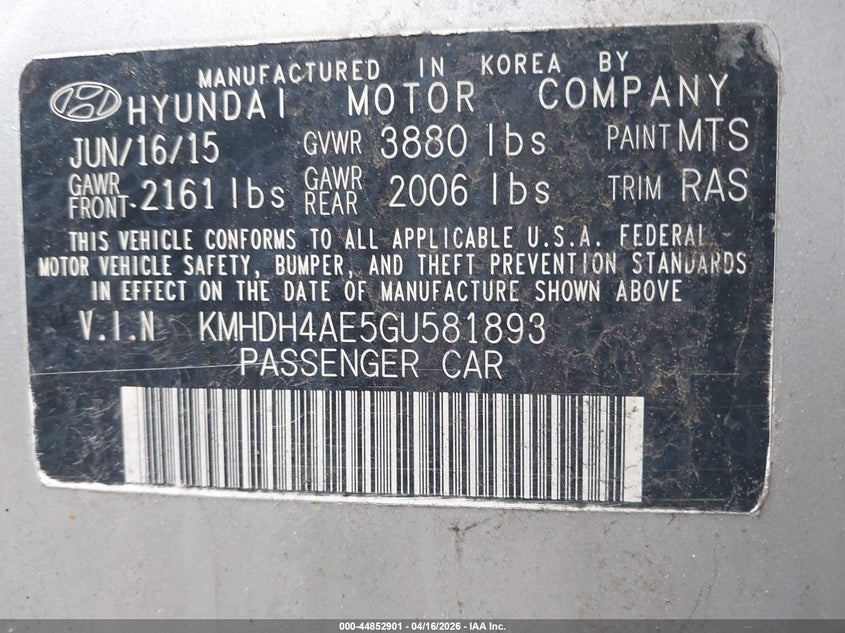 MANUFACTURED IN KOREA BY
HYUNDAI MOTOR COMPANY
JUN/16/15 GVWR 3880 lbs PAINT MTS
GAWR FRONT 2161 lbs GAWR REAR 2006 lbs TRIM RAS
THIS VEHICLE CONFORMS TO ALL APPLICABLE U.S.A. FEDERAL
MOTOR VEHICLE SAFETY, BUMPER, AND THEFT PREVENTION STANDARDS
IN EFFECT ON THE DATE OF MANUFACTURE SHOWN ABOVE
V.I.N KMHDH4AE5GU581893
PASSENGER CAR
000-44852901 - 04/16/2026 - IAA Inc.